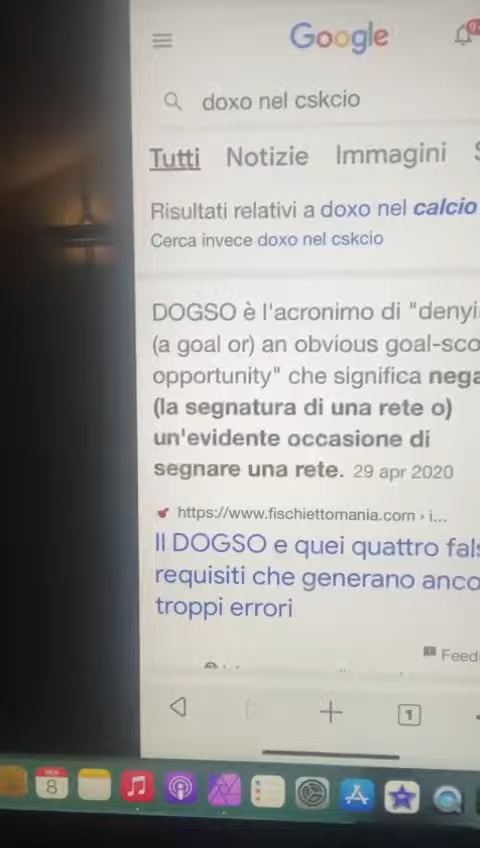 Google
doxo nel cskcio
Tutti Notizie Immagini
Risultati relativi a doxo nel calcio
Cerca invece doxo nel cskcio
DOGSO è l'acronimo di "denyi
(a goal or) an obvious goal-sco
opportunity" che significa nega
(la segnatura di una rete o)
un'evidente occasione di
segnare una rete. 29 apr 2020
https://www.fischiettomania.com › i...
Il DOGSO e quei quattro fals
requisiti che generano anco
troppi errori
Feed
1
8